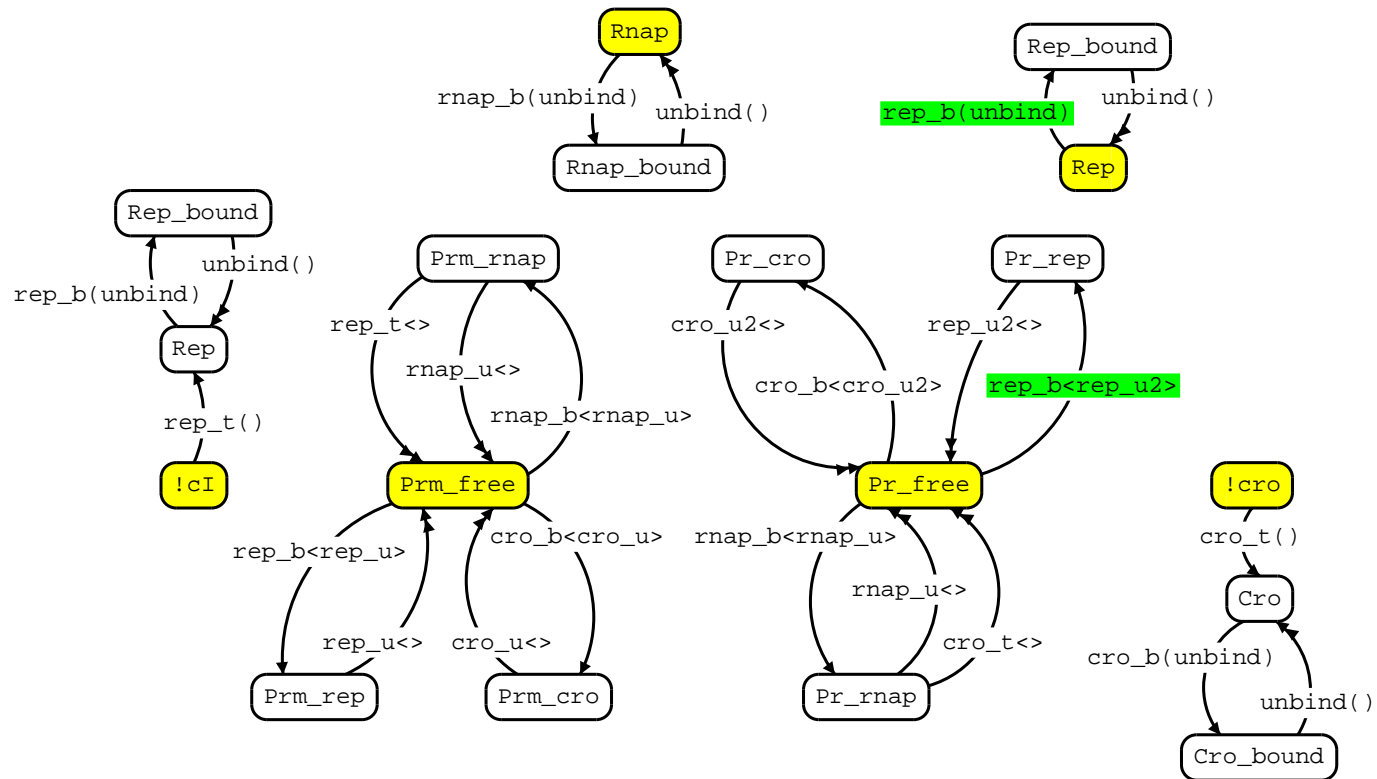 Rnap
Rep_bound
rnap_b(unbind)
unbind()
rep_b(unbind)
unbind()
Rnap_bound
Rep
Rep_bound
unbind()
rep_b(unbind)
Rep
rep_t()
!cI
Prm_rnap
rep_t<>
rnap_u<>
rnap_b<rnap_u>
Prm_free
rep_b<rep_u>
cro_b<cro_u>
rep_u<>
cro_u<>
Prm_rep
Prm_cro
Pr_cro
Pr_rep
cro_u2<>
rep_u2<>
cro_b<cro_u2>
rep_b<rep_u2>
Pr_free
rnap_b<rnap_u>
rnap_u<>
cro_t<>
Pr_rnap
!cro
cro_t()
Cro
cro_b(unbind)
unbind()
Cro_bound